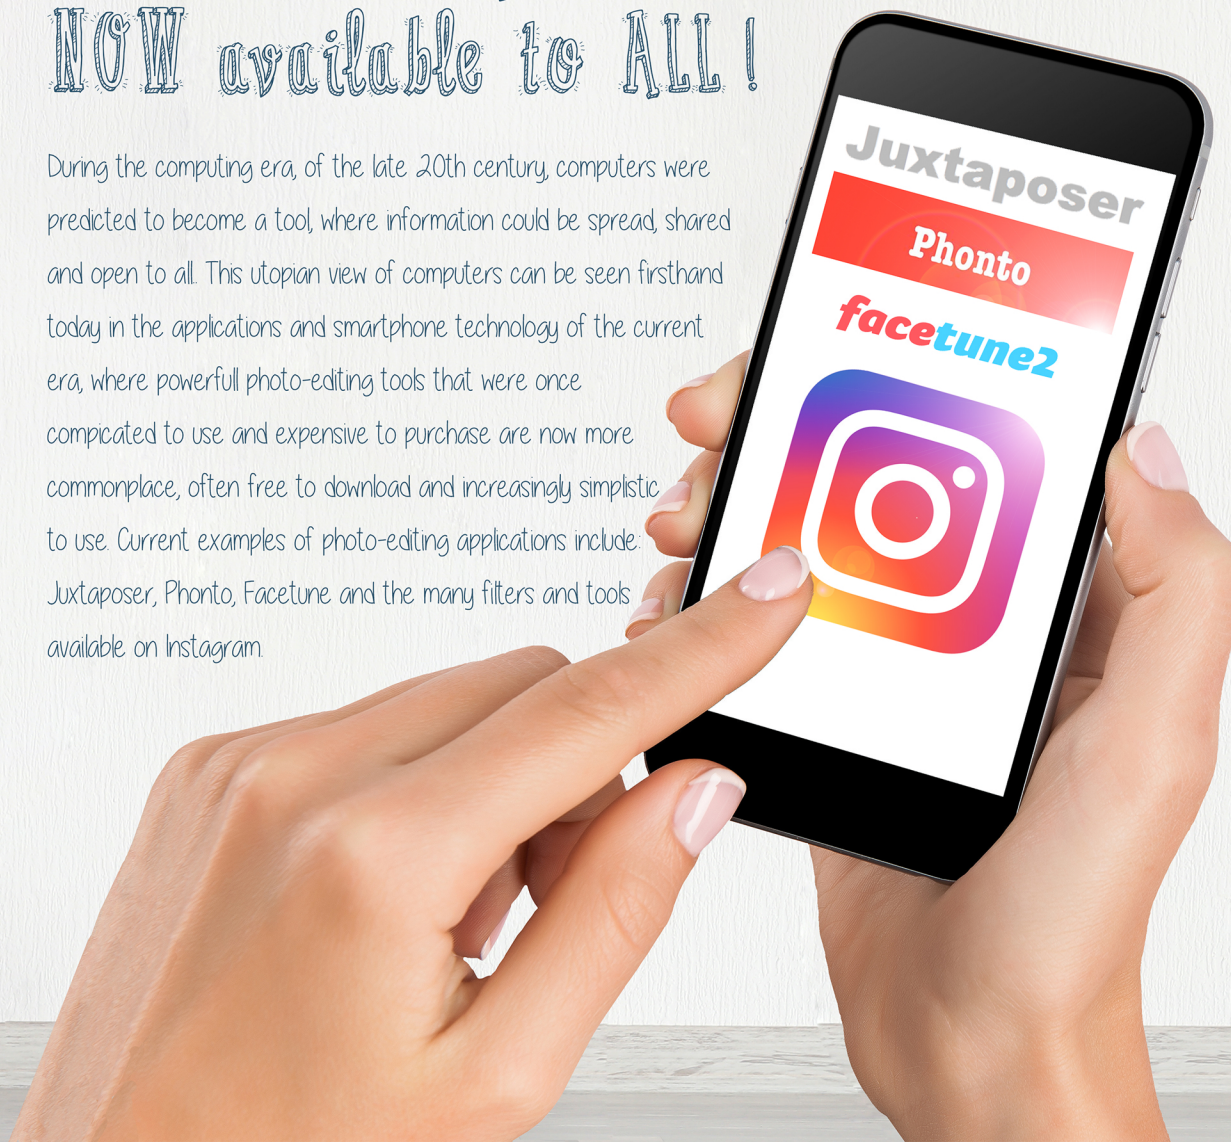 NOW available to ALL!
During the computing era, of the late 20th century, computers were
predicted to become a tool, where information could be spread, shared
and open to all. This utopian view of computers can be seen firsthand
today in the applications and smartphone technology of the current
era, where powerfull photo-editing tools that were once
compicated to use and expensive to purchase are now more
commonplace, often free to download and increasingly simplistic
to use. Current examples of photo-editing applications include:
Juxtaposer, Phonto, Facetune and the many filters and tools
available on Instagram.
Juxtaposer
Phonto
facetune2